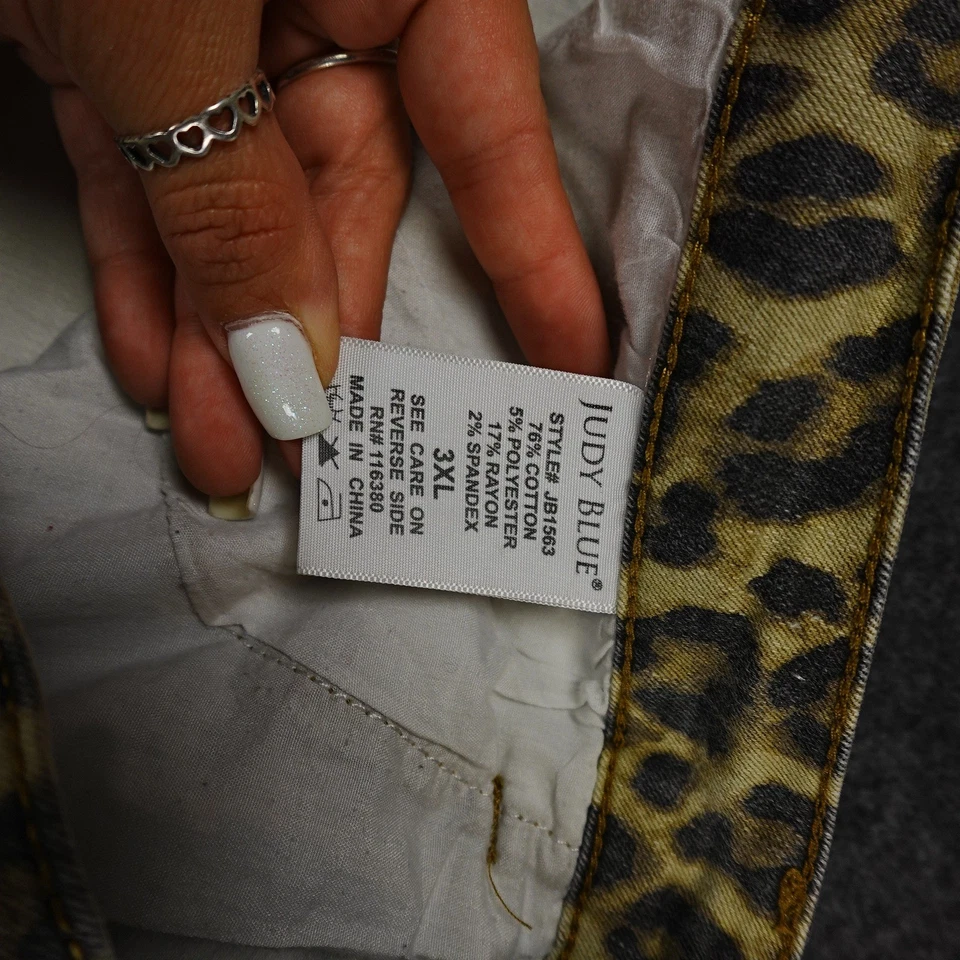 JUDY BLUE®
STYLE# JB1563
76% COTTON
5% POLYESTER
17% RAYON
2% SPANDEX
3XL
SEE CARE ON
REVERSE SIDE
RN# 116380
MADE IN CHINA